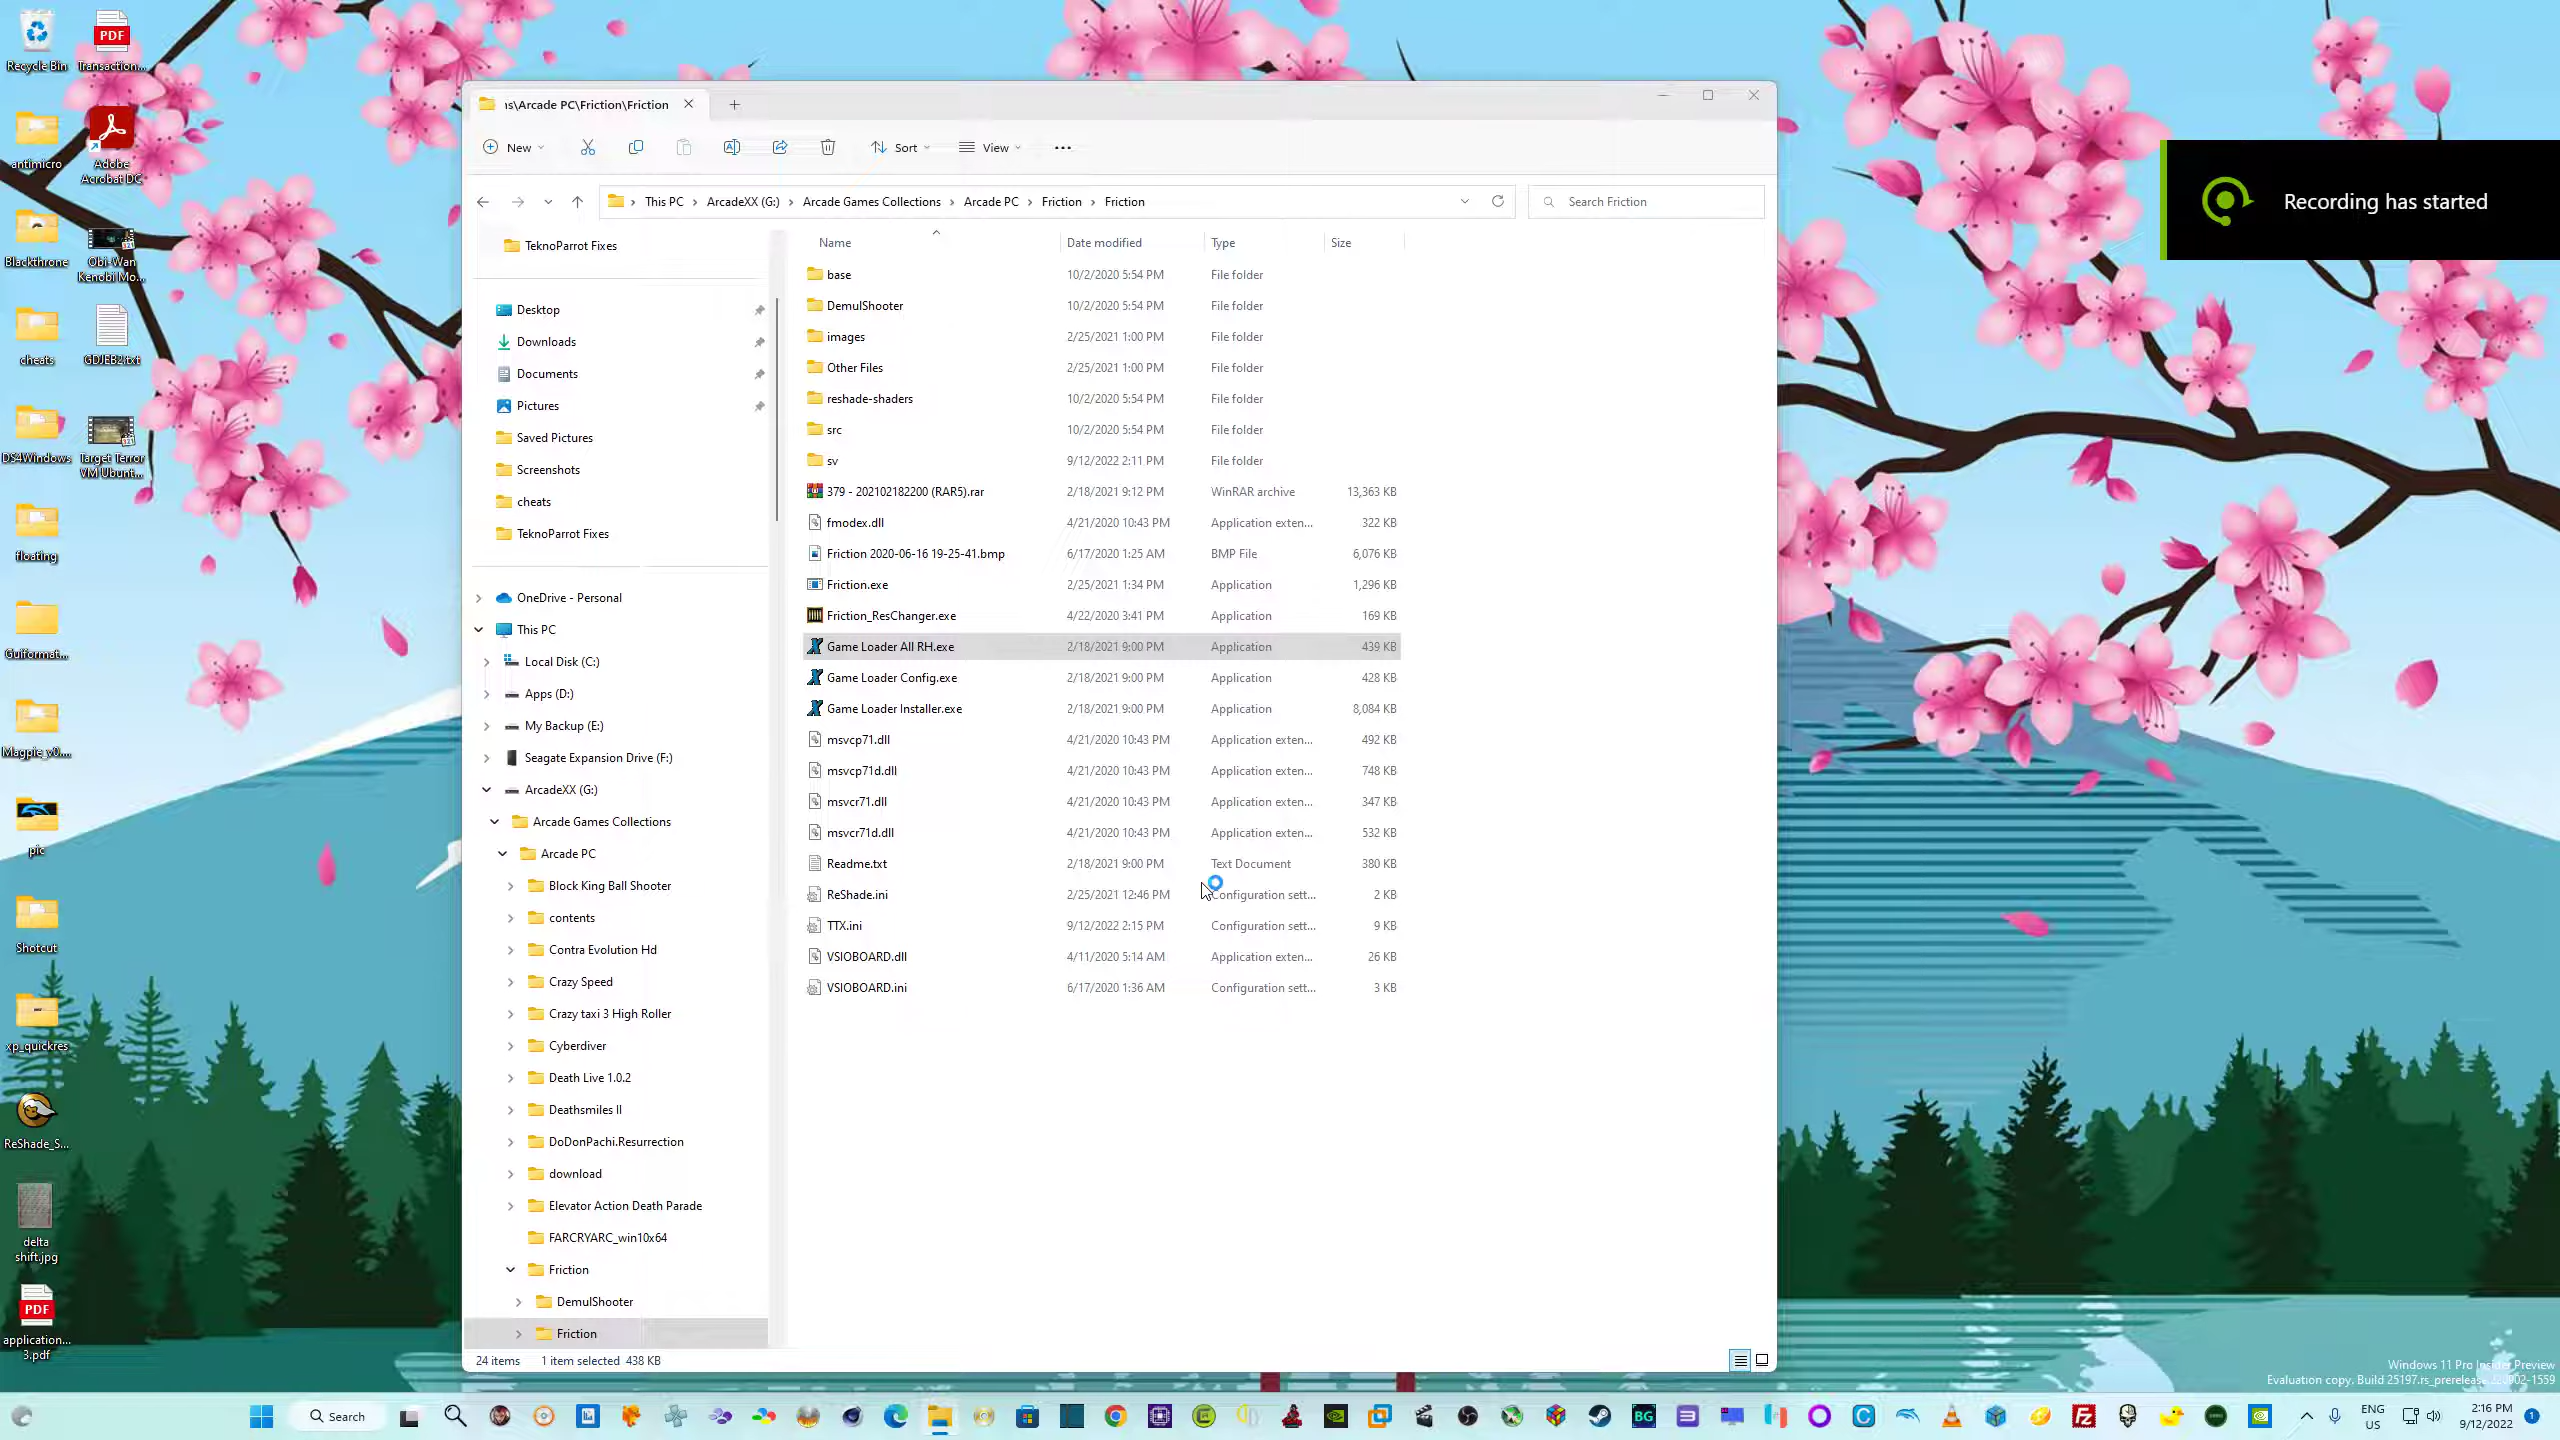 Recycle Bin
Transaction...
antimicro
Adobe
Acrobat DC
Blackthrone
Obi-Wan
Kenobi Mo...
cheats
GDJEB2.txt
DS4Windows
Target Terror
VM Ubunt...
floating
Guiformat...
Magpie_v0....
pic
Shotcut
xp_quickres
ReShade_S...
delta
shift.jpg
application...
3.pdf
ns\Arcade PC\Friction\Friction
New
Sort
View
This PC
ArcadeXX (G:)
Arcade Games Collections
Arcade PC
Friction
Friction
Search Friction
TeknoParrot Fixes
Desktop
Downloads
Documents
Pictures
Saved Pictures
Screenshots
cheats
TeknoParrot Fixes
OneDrive - Personal
This PC
Local Disk (C:)
Apps (D:)
My Backup (E:)
Seagate Expansion Drive (F:)
ArcadeXX (G:)
Arcade Games Collections
Arcade PC
Block King Ball Shooter
contents
Contra Evolution Hd
Crazy Speed
Crazy taxi 3 High Roller
Cyberdiver
Death Live 1.0.2
Deathsmiles II
DoDonPachi.Resurrection
download
Elevator Action Death Parade
FARCRYARC_win10x64
Friction
DemulShooter
Friction
Name Date modified Type Size
base 10/2/2020 5:54 PM File folder
DemulShooter 10/2/2020 5:54 PM File folder
images 2/25/2021 1:00 PM File folder
Other Files 2/25/2021 1:00 PM File folder
reshade-shaders 10/2/2020 5:54 PM File folder
src 10/2/2020 5:54 PM File folder
sv 9/12/2022 2:11 PM File folder
379 - 202102182200 (RAR5).rar 2/18/2021 9:12 PM WinRAR archive 13,363 KB
fmodex.dll 4/21/2020 10:43 PM Application exten... 322 KB
Friction 2020-06-16 19-25-41.bmp 6/17/2020 1:25 AM BMP File 6,076 KB
Friction.exe 2/25/2021 1:34 PM Application 1,296 KB
Friction_ResChanger.exe 4/22/2020 3:41 PM Application 169 KB
Game Loader All RH.exe 2/18/2021 9:00 PM Application 439 KB
Game Loader Config.exe 2/18/2021 9:00 PM Application 428 KB
Game Loader Installer.exe 2/18/2021 9:00 PM Application 8,084 KB
msvcp71.dll 4/21/2020 10:43 PM Application exten... 492 KB
msvcp71d.dll 4/21/2020 10:43 PM Application exten... 748 KB
msvcr71.dll 4/21/2020 10:43 PM Application exten... 347 KB
msvcr71d.dll 4/21/2020 10:43 PM Application exten... 532 KB
Readme.txt 2/18/2021 9:00 PM Text Document 380 KB
ReShade.ini 2/25/2021 12:46 PM Configuration sett... 2 KB
TTX.ini 9/12/2022 2:15 PM Configuration sett... 9 KB
VSIOBOARD.dll 4/11/2020 5:14 AM Application exten... 26 KB
VSIOBOARD.ini 6/17/2020 1:36 AM Configuration sett... 3 KB
24 items 1 item selected 438 KB
Recording has started
Windows 11 Pro Insider Preview
Evaluation copy. Build 25197.rs_prerelease.220902-1559
Search
BG
ENG
US
2:16 PM
9/12/2022
1